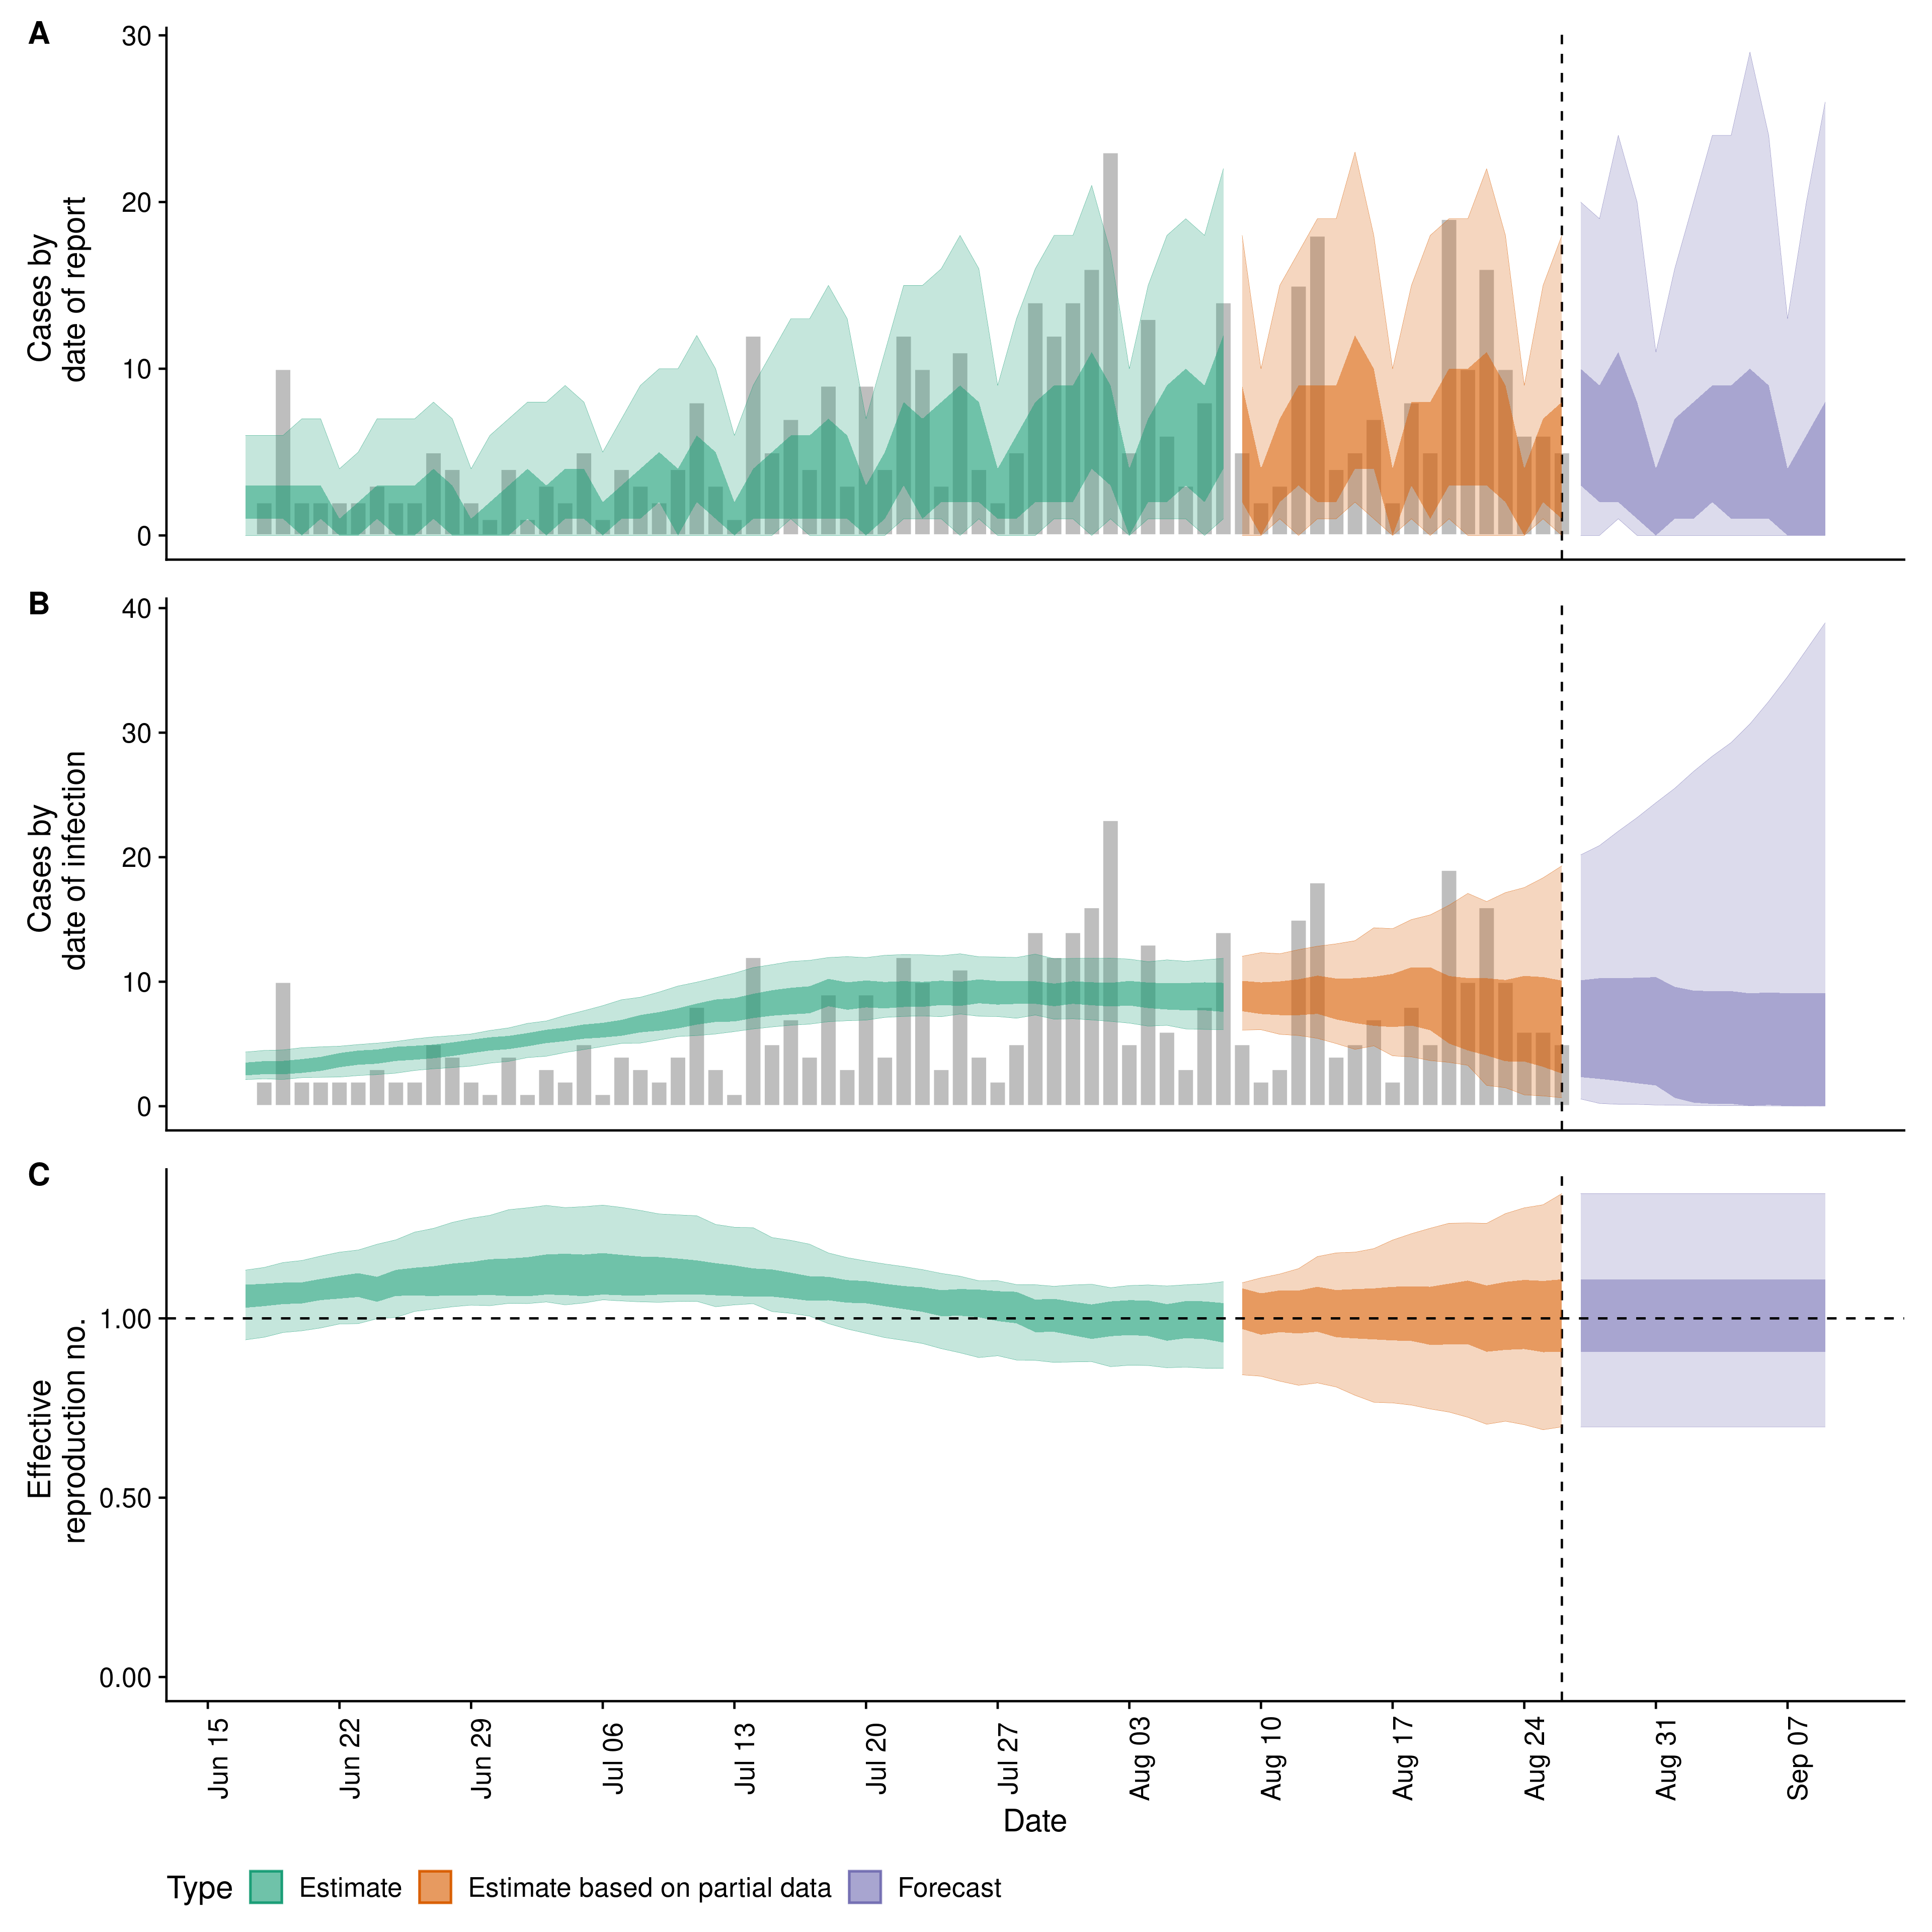 A
30
20
10
0
Cases by
date of report
B
40
30
20
10
0
Cases by
date of infection
C
1.00
0.50
0.00
Effective
reproduction no.
Jun 15
Jun 22
Jun 29
Jul 06
Jul 13
Jul 20
Jul 27
Aug 03
Aug 10
Aug 17
Aug 24
Aug 31
Sep 07
Date
Type Estimate Estimate based on partial data Forecast